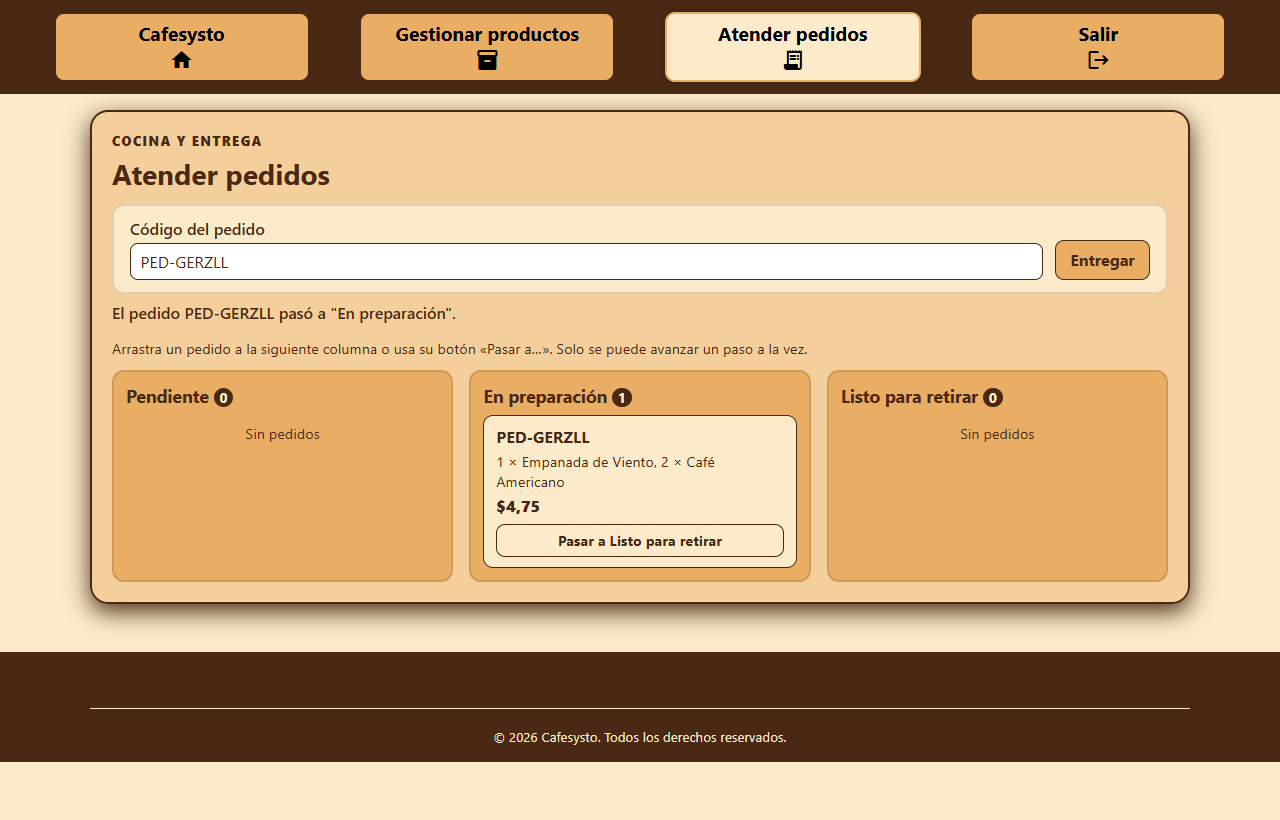 Cafesysto
Gestionar productos
Atender pedidos
Salir
COCINA Y ENTREGA
Atender pedidos
Código del pedido
PED-GERZLL
Entregar
El pedido PED-GERZLL pasó a "En preparación".
Arrastra un pedido a la siguiente columna o usa su botón «Pasar a…». Solo se puede avanzar un paso a la vez.
Pendiente 0
Sin pedidos
En preparación 1
PED-GERZLL
1 × Empanada de Viento, 2 × Café
Americano
$4,75
Pasar a Listo para retirar
Listo para retirar 0
Sin pedidos
© 2026 Cafesysto. Todos los derechos reservados.